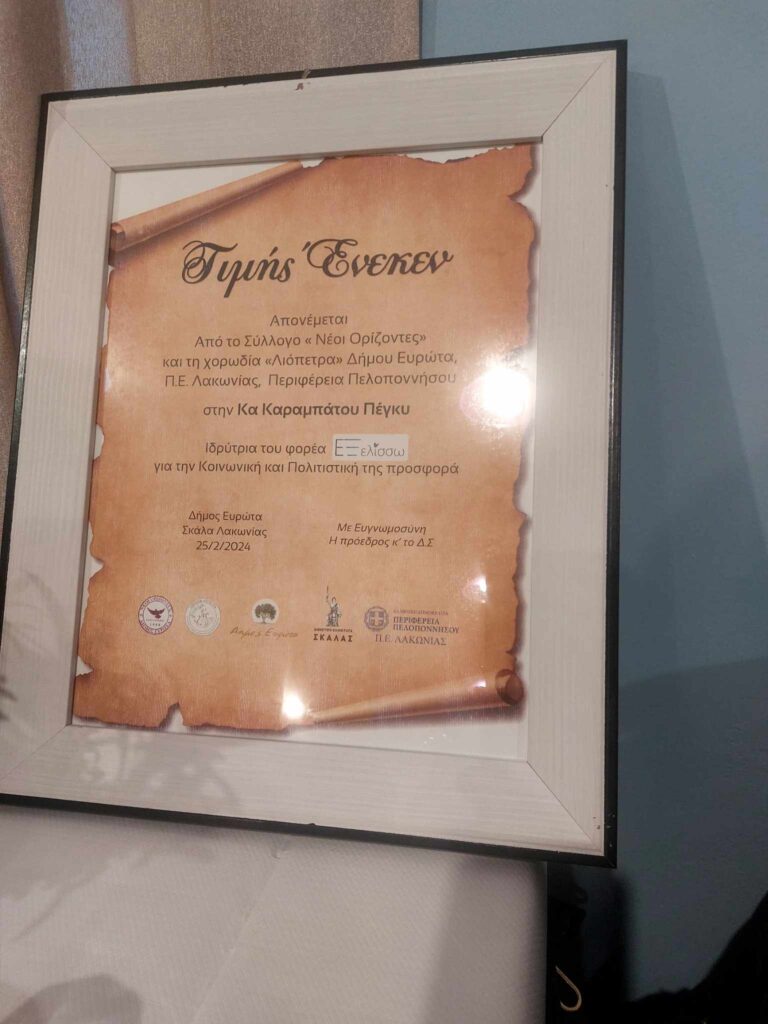 Τιμής Ένεκεν
Απονέμεται
Από το Σύλλογο « Νέοι Ορίζοντες»
και τη χορωδία «Λιόπετρα» Δήμου Ευρώτα,
Π.Ε. Λακωνίας, Περιφέρεια Πελοποννήσου
στην Κα Καραμπάτου Πέγκυ
ιδρύτρια του φορέα ΕΞελίσσω
για την Κοινωνική και Πολιτιστική της προσφορά
Δήμος Ευρώτα
Σκάλα Λακωνίας
25/2/2024
Με Ευγνωμοσύνη
Η πρόεδρος κ’ το Δ.Σ
Δήμος Ευρώτα
ΣΚΑΛΑΣ
ΠΕΡΙΦΕΡΕΙΑ
ΠΕΛΟΠΟΝΝΗΣΟΥ
Π.Ε. ΛΑΚΩΝΙΑΣ